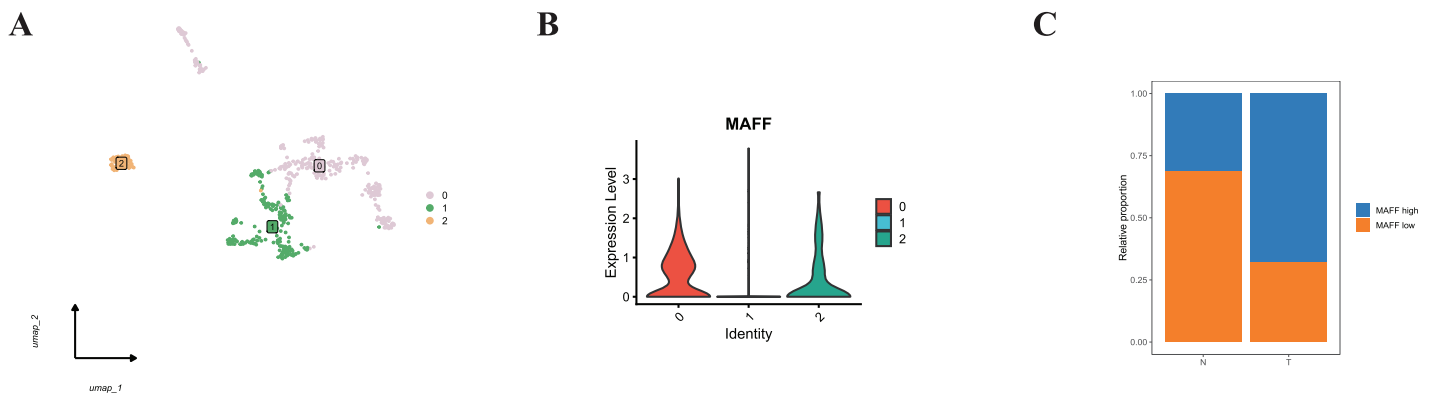 A
2
0
1
0
1
2
umap_2
umap_1
B
MAFF
Expression Level
3
2
1
0
0
1
2
Identity
0
1
2
C
Relative proportion
1.00
0.75
0.50
0.25
0.00
N
T
MAFF high
MAFF low